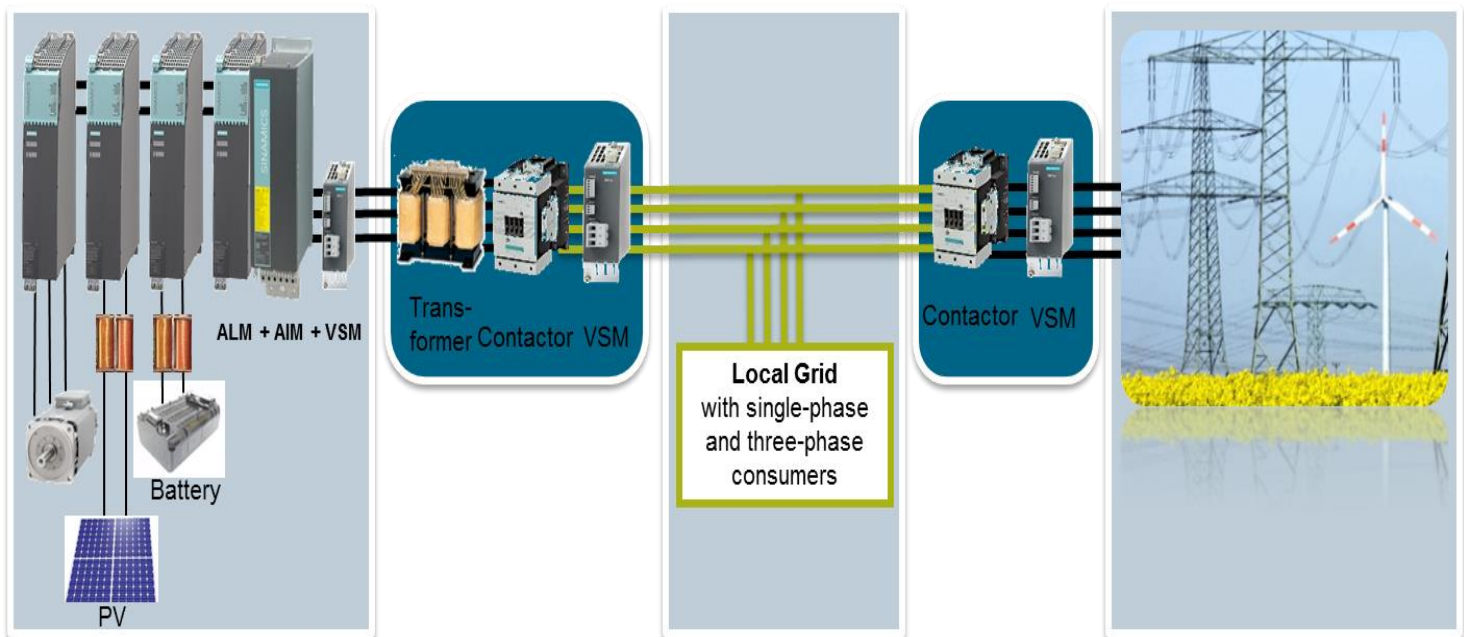 SINAMICS
ALM + AIM + VSM
Battery
PV
Trans-
former Contactor VSM
Local Grid
with single-phase
and three-phase
consumers
Contactor VSM